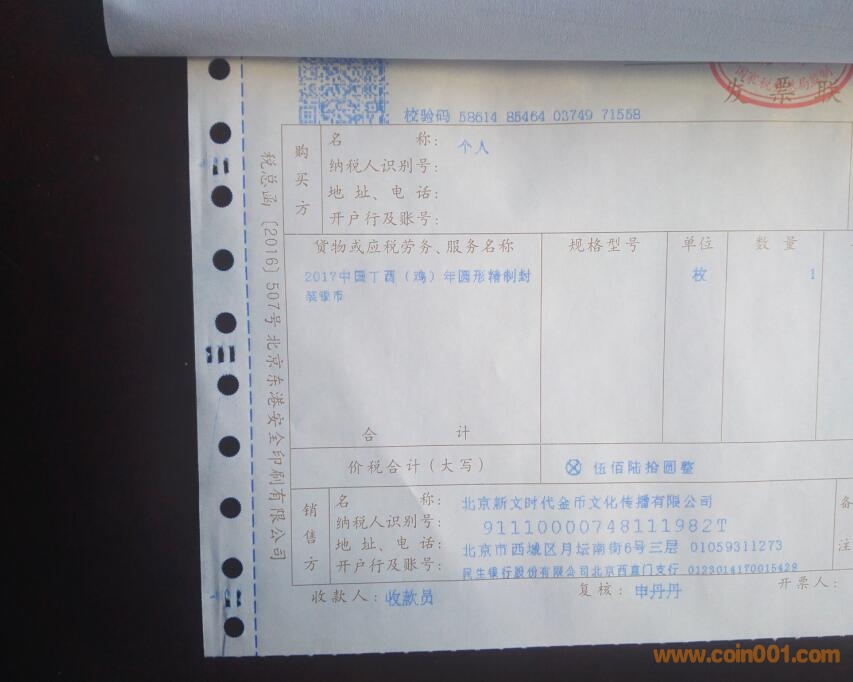 发票联
校验码 58614 85464 03749 71558
购买方
名称: 个人
纳税人识别号:
地址、电话:
开户行及账号:
货物或应税劳务、服务名称 规格型号 单位 数量
2017中国丁酉（鸡）年圆形精制封 枚 1
装银币
合计
价税合计（大写） ⊗ 伍佰陆拾圆整
销售方
名称: 北京新文时代金币文化传播有限公司
纳税人识别号: 91110000748111982T
地址、电话: 北京市西城区月坛南街6号三层 01059311273
开户行及账号: 民生银行股份有限公司北京西直门支行 0123014170015429
备注
收款人: 收款员 复核: 申丹丹 开票人:
税总函〔2016〕507号北京东港安全印刷有限公司
www.coin001.com